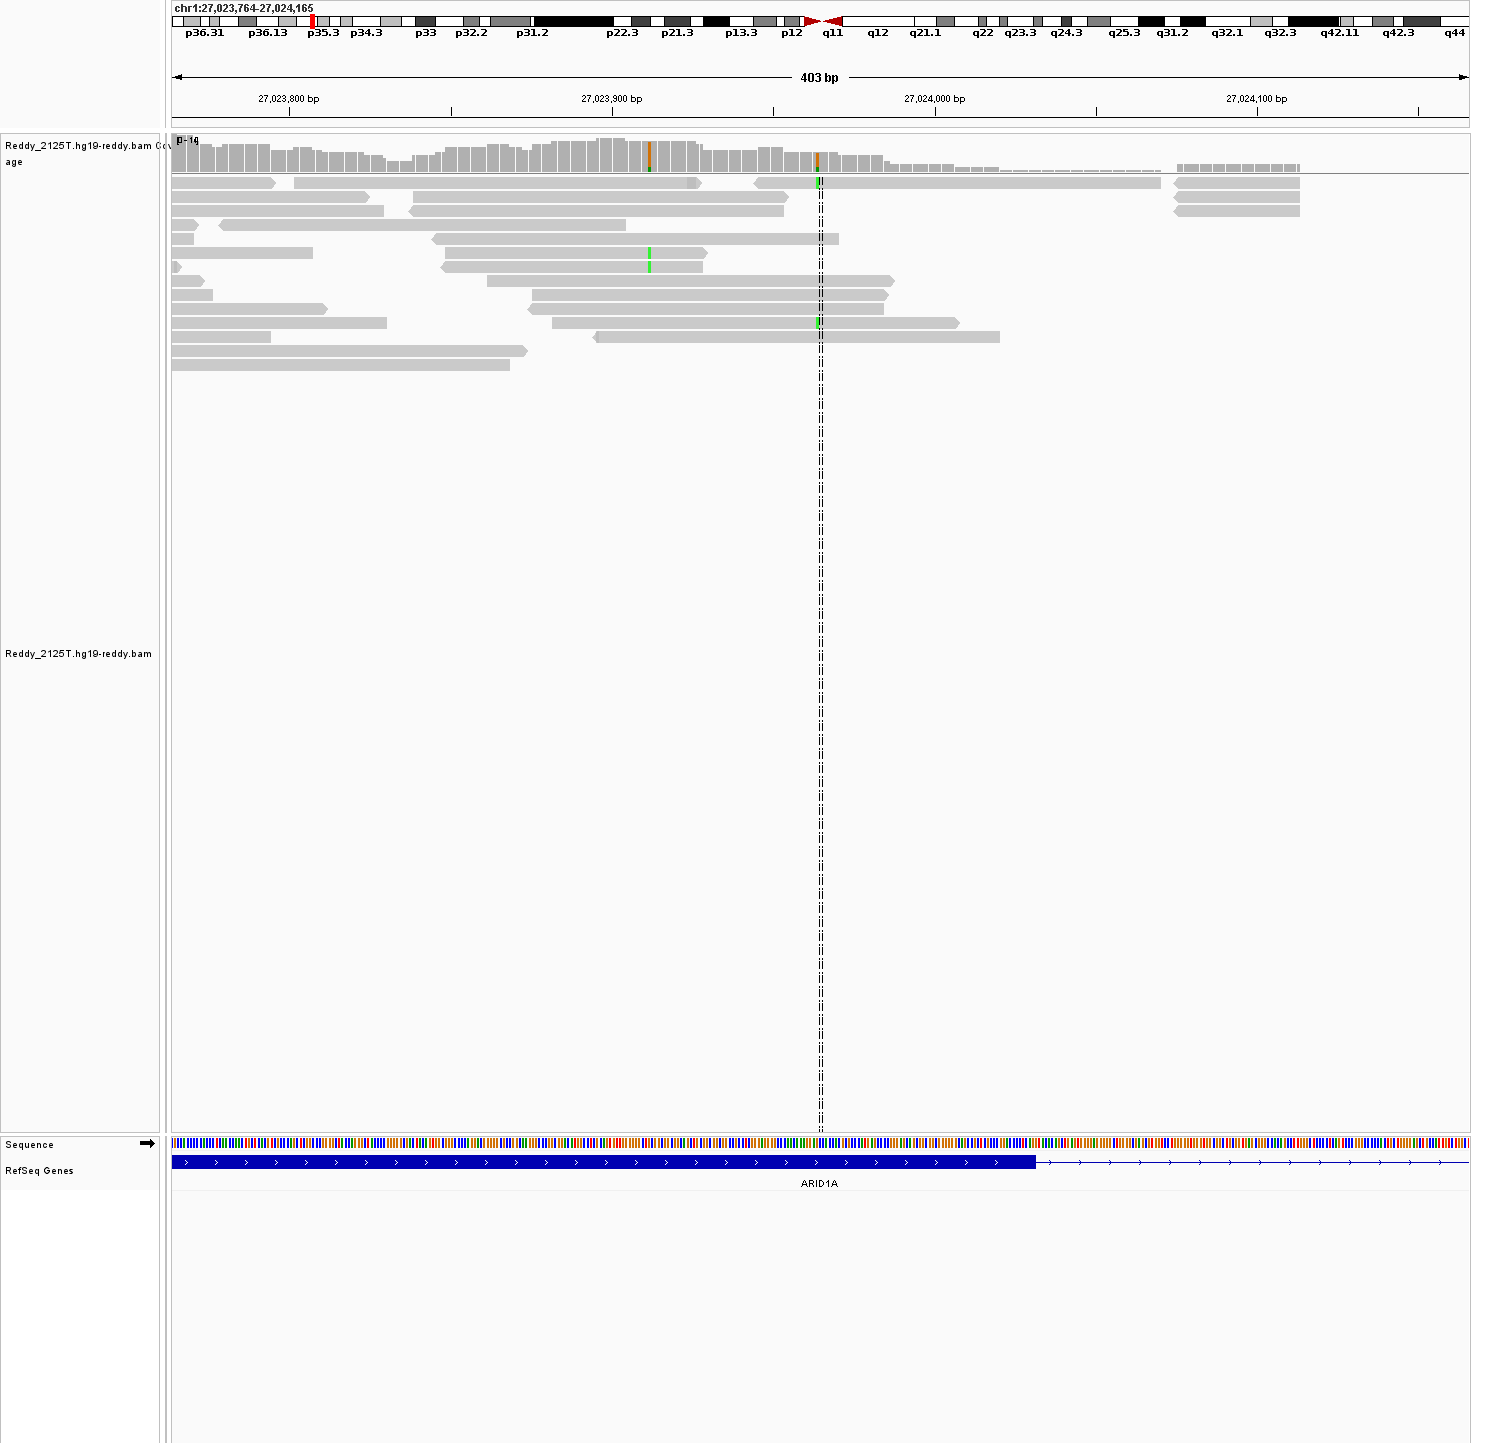 chr1:27,023,764-27,024,165
p36.31 p36.13 p35.3 p34.3 p33 p32.2 p31.2 p22.3 p21.3 p13.3 p12 q11 q12 q21.1 q22 q23.3 q24.3 q25.3 q31.2 q32.1 q32.3 q42.11 q42.3 q44
403 bp
27,023,800 bp 27,023,900 bp 27,024,000 bp 27,024,100 bp
Reddy_2125T.hg19-reddy.bam Cov
age
Reddy_2125T.hg19-reddy.bam
Sequence
RefSeq Genes
ARID1A